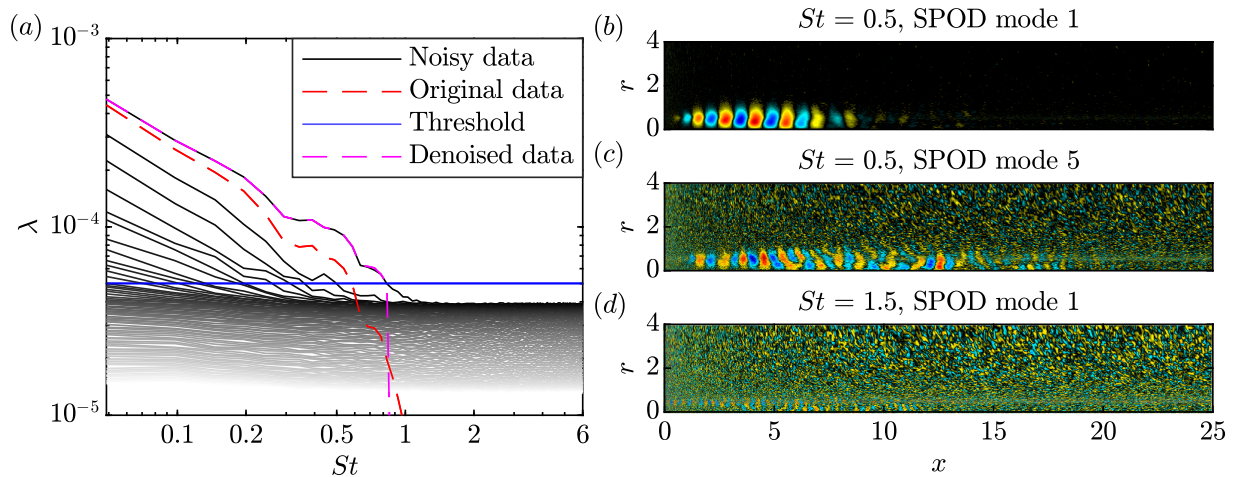 (a)
10⁻³
10⁻⁴
10⁻⁵
λ
Noisy data
Original data
Threshold
Denoised data
0.1 0.2 0.5 1 2 6
St
(b) St = 0.5, SPOD mode 1
4
2
0
r
(c) St = 0.5, SPOD mode 5
4
2
0
r
(d) St = 1.5, SPOD mode 1
4
2
0
r
0 5 10 15 20 25
x